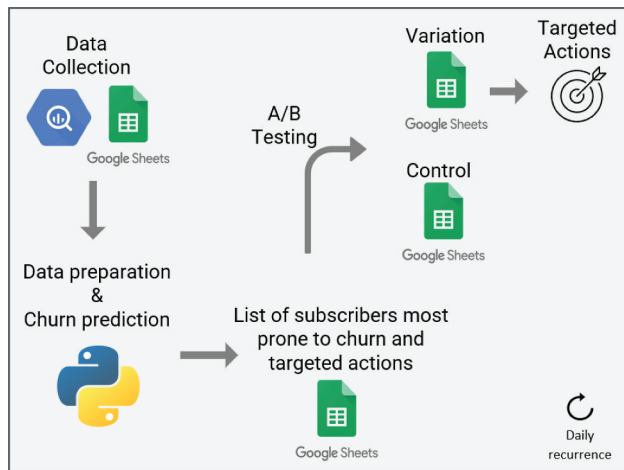 Data
Collection
Google Sheets
Data preparation
&
Churn prediction
List of subscribers most
prone to churn and
targeted actions
Google Sheets
A/B
Testing
Variation
Google Sheets
Control
Google Sheets
Targeted
Actions
Daily
recurrence